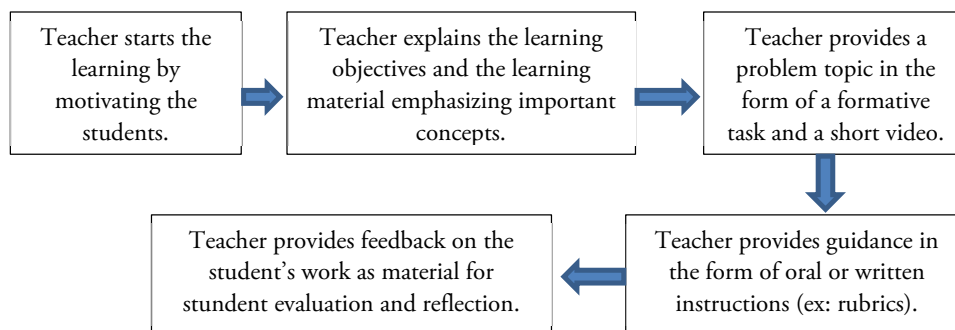 Teacher starts the
learning by
motivating the
students.
Teacher explains the learning
objectives and the learning
material emphasizing important
concepts.
Teacher provides a
problem topic in the
form of a formative
task and a short video.
Teacher provides guidance in
the form of oral or written
instructions (ex: rubrics).
Teacher provides feedback on the
student’s work as material for
stundent evaluation and reflection.